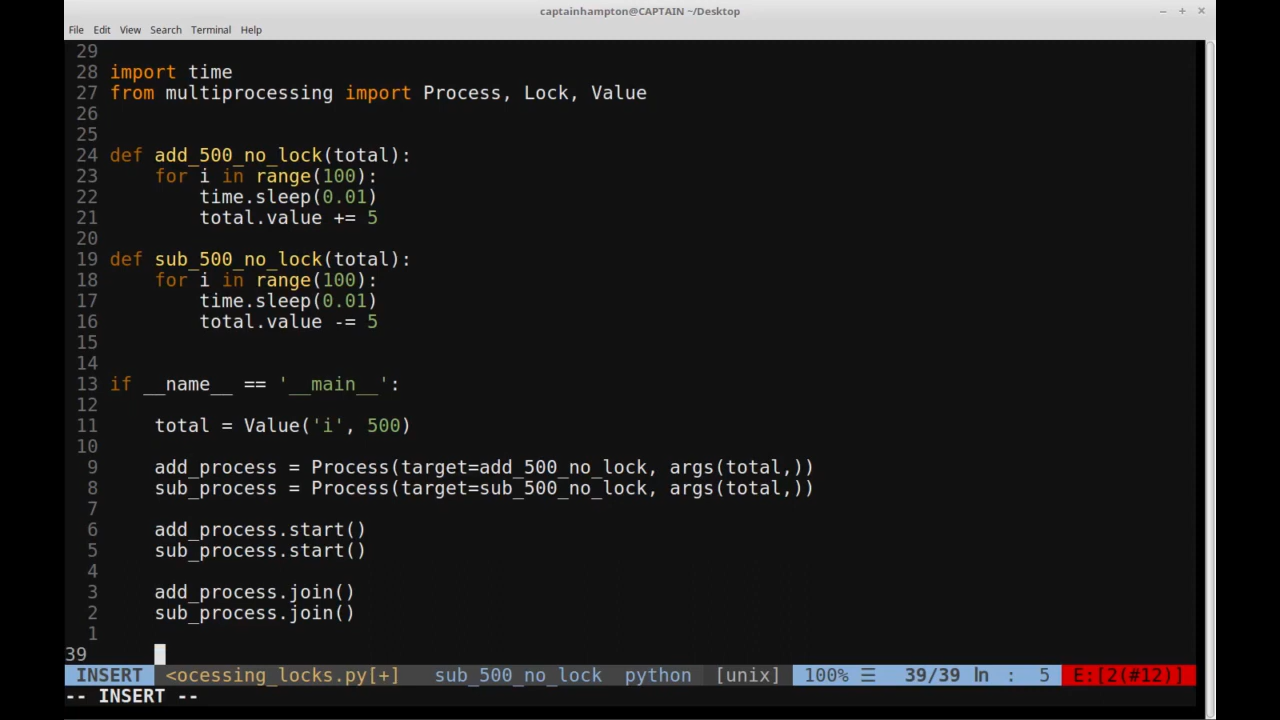 captainhampton@CAPTAIN ~/Desktop
File Edit View Search Terminal Help
29
28 import time
27 from multiprocessing import Process, Lock, Value
26
25
24 def add_500_no_lock(total):
23     for i in range(100):
22         time.sleep(0.01)
21         total.value += 5
20
19 def sub_500_no_lock(total):
18     for i in range(100):
17         time.sleep(0.01)
16         total.value -= 5
15
14
13 if __name__ == '__main__':
12
11     total = Value('i', 500)
10
9     add_process = Process(target=add_500_no_lock, args(total,))
8     sub_process = Process(target=sub_500_no_lock, args(total,))
7
6     add_process.start()
5     sub_process.start()
4
3     add_process.join()
2     sub_process.join()
1
39
INSERT <ocessing_locks.py[+] sub_500_no_lock python [unix] 100% ☰ 39/39 ln : 5 E:[2(#12)]
-- INSERT --